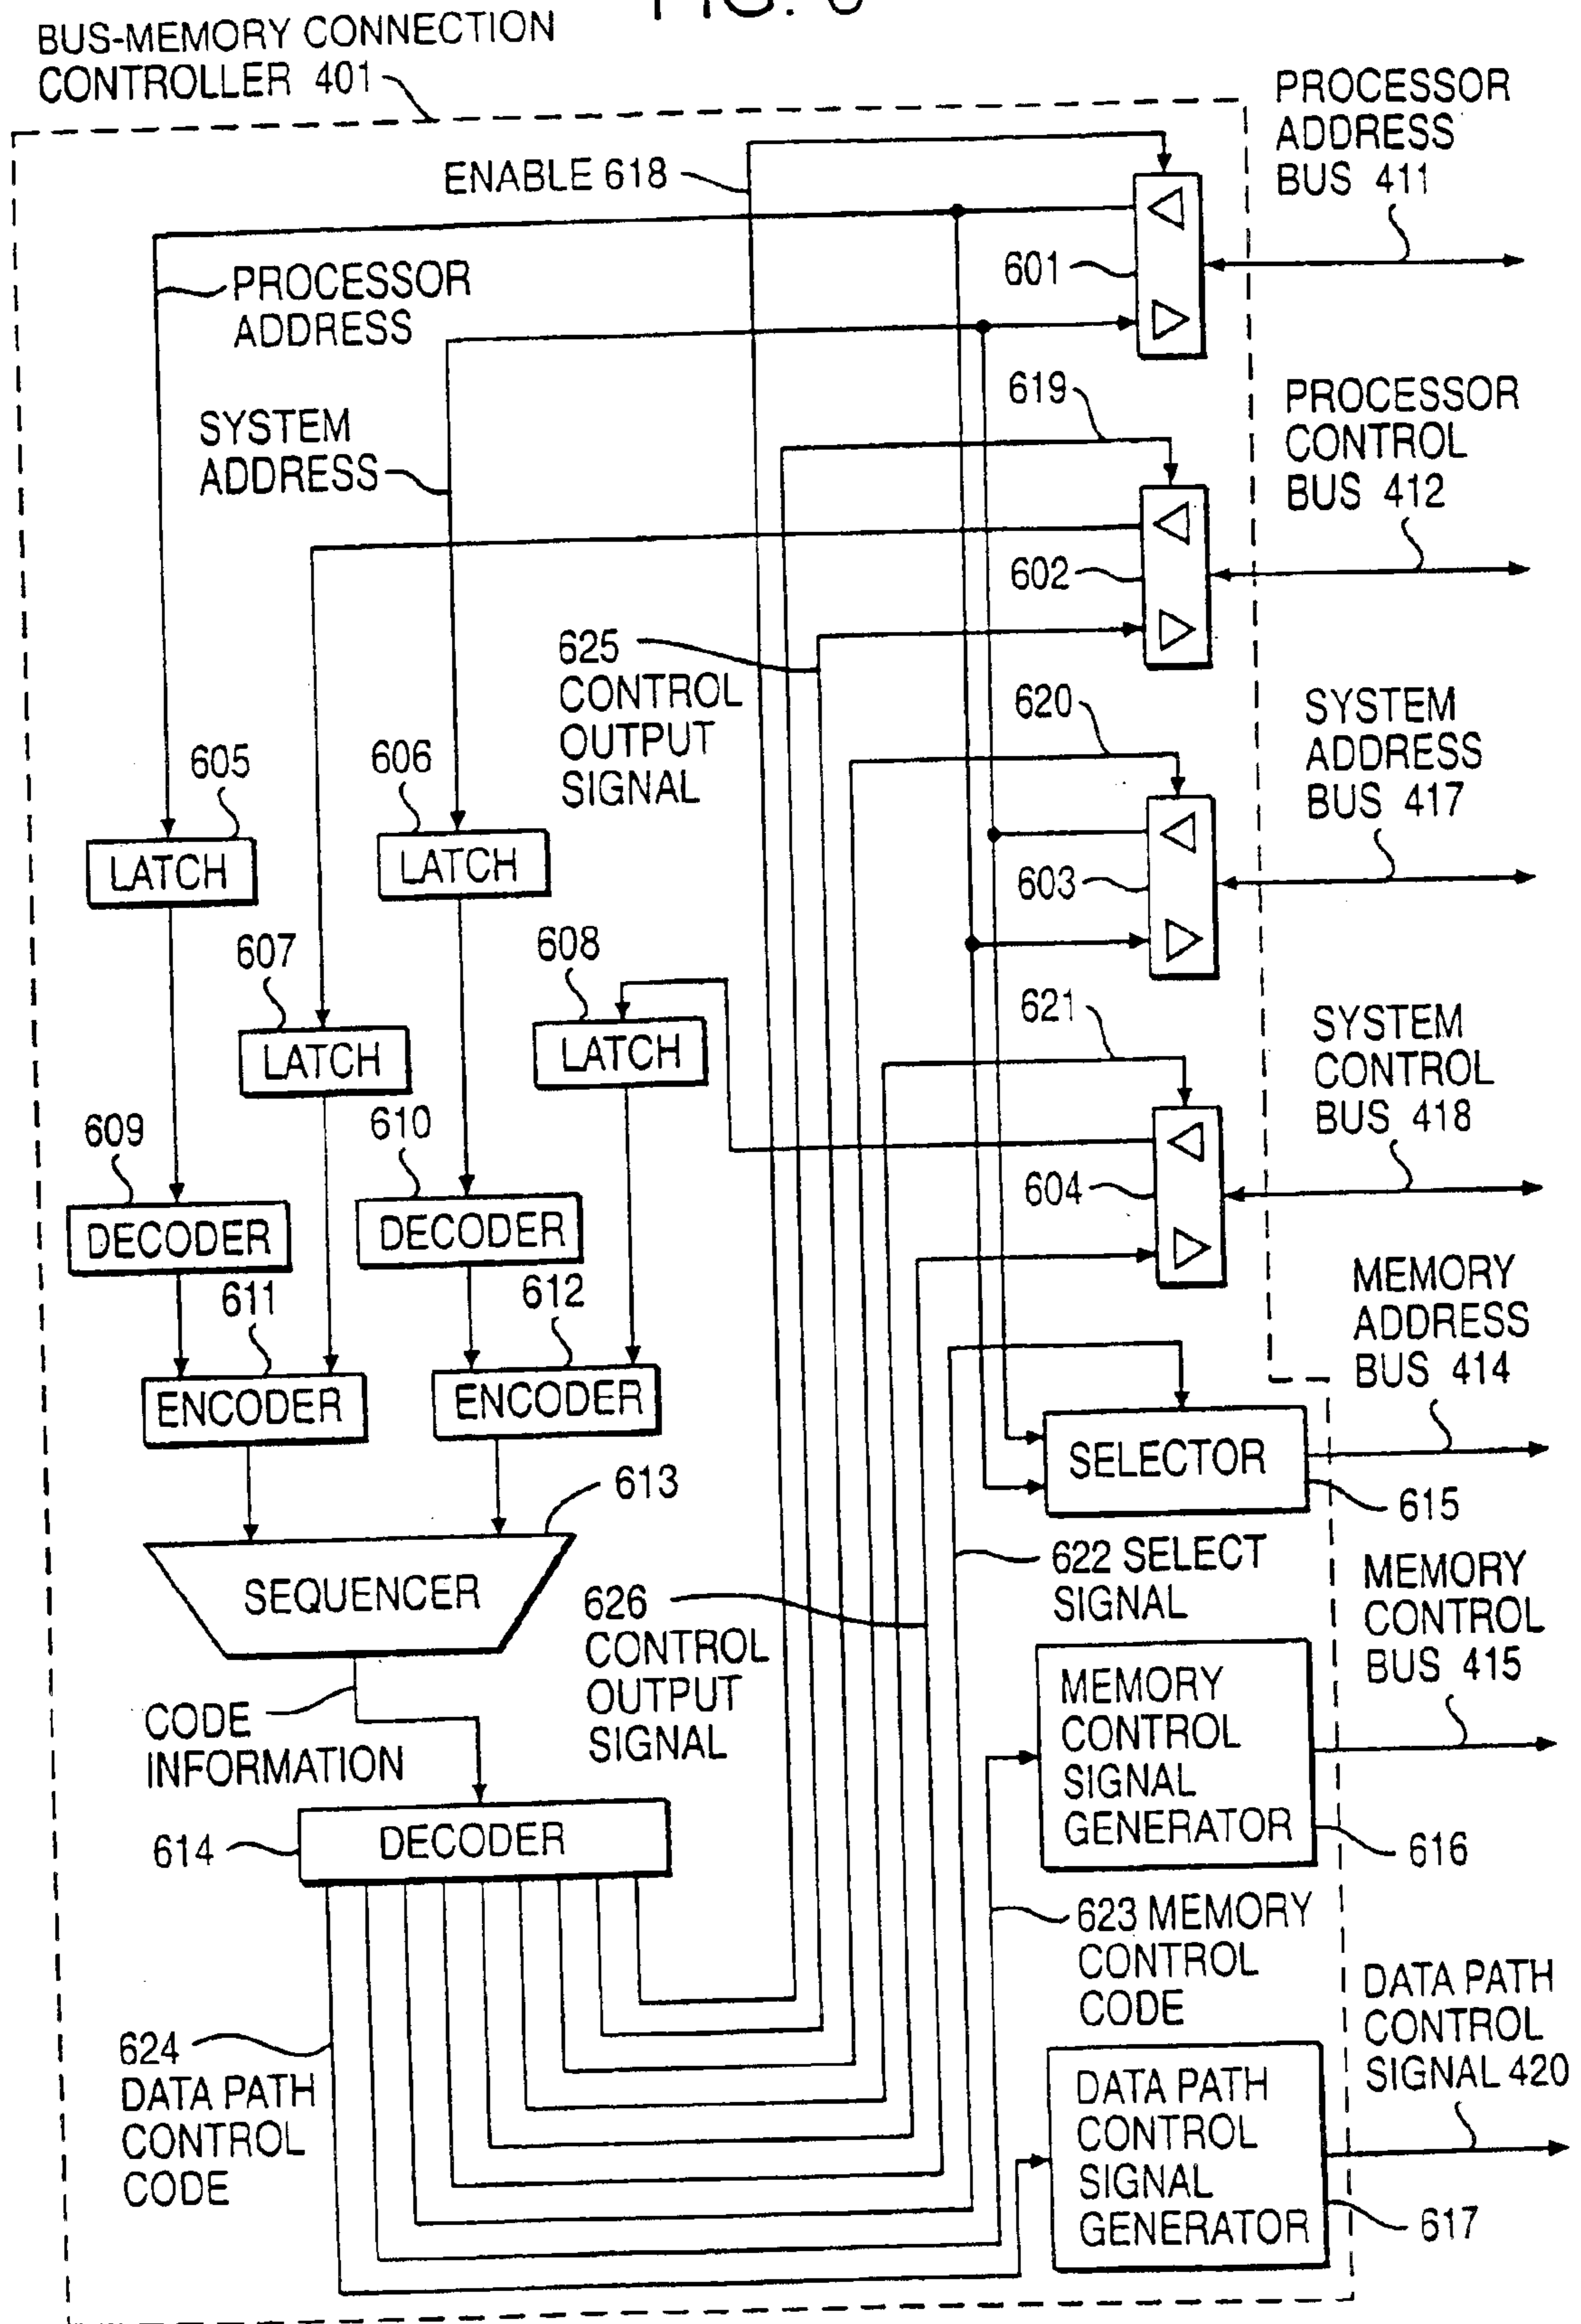 FIG. 6
BUS-MEMORY CONNECTION
CONTROLLER 401
PROCESSOR
ADDRESS
BUS 411
ENABLE 618
601
PROCESSOR
ADDRESS
619
PROCESSOR
CONTROL
BUS 412
SYSTEM
ADDRESS
602
625
CONTROL
OUTPUT
SIGNAL
620
SYSTEM
ADDRESS
BUS 417
605
606
LATCH
LATCH
603
607
608
LATCH
LATCH
621
SYSTEM
CONTROL
BUS 418
609
610
604
DECODER
DECODER
611
612
MEMORY
ADDRESS
BUS 414
ENCODER
ENCODER
SELECTOR
613
615
SEQUENCER
622 SELECT
SIGNAL
626
CONTROL
OUTPUT
SIGNAL
MEMORY
CONTROL
BUS 415
CODE
INFORMATION
MEMORY
CONTROL
SIGNAL
GENERATOR
614
DECODER
616
623 MEMORY
CONTROL
CODE
624
DATA PATH
CONTROL
CODE
DATA PATH
CONTROL
SIGNAL 420
DATA PATH
CONTROL
SIGNAL
GENERATOR
617